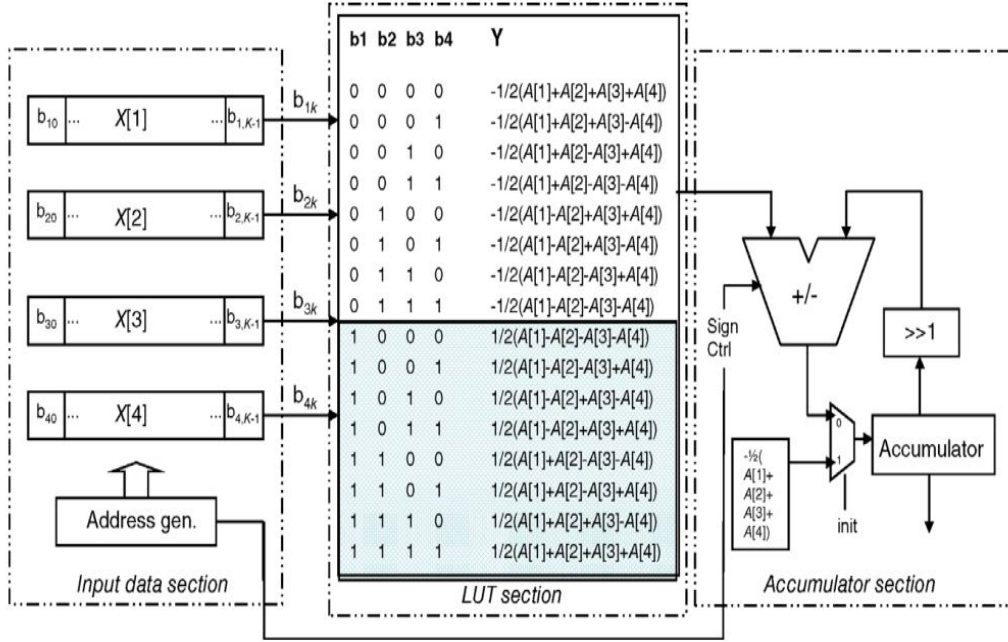 b1 b2 b3 b4 Y
0 0 0 0 -1/2(A[1]+A[2]+A[3]+A[4])
0 0 0 1 -1/2(A[1]+A[2]+A[3]-A[4])
0 0 1 0 -1/2(A[1]+A[2]-A[3]+A[4])
0 0 1 1 -1/2(A[1]+A[2]-A[3]-A[4])
0 1 0 0 -1/2(A[1]-A[2]+A[3]+A[4])
0 1 0 1 -1/2(A[1]-A[2]+A[3]-A[4])
0 1 1 0 -1/2(A[1]-A[2]-A[3]+A[4])
0 1 1 1 -1/2(A[1]-A[2]-A[3]-A[4])
1 0 0 0 1/2(A[1]-A[2]-A[3]-A[4])
1 0 0 1 1/2(A[1]-A[2]-A[3]+A[4])
1 0 1 0 1/2(A[1]-A[2]+A[3]-A[4])
1 0 1 1 1/2(A[1]-A[2]+A[3]+A[4])
1 1 0 0 1/2(A[1]+A[2]-A[3]-A[4])
1 1 0 1 1/2(A[1]+A[2]-A[3]+A[4])
1 1 1 0 1/2(A[1]+A[2]+A[3]-A[4])
1 1 1 1 1/2(A[1]+A[2]+A[3]+A[4])
LUT section
b10 ... X[1] ... b1,K-1
b1k
b20 ... X[2] ... b2,K-1
b2k
b30 ... X[3] ... b3,K-1
b3k
b40 ... X[4] ... b4,K-1
b4k
Address gen.
Input data section
+/-
Sign
Ctrl
>>1
0
1
Accumulator
-½(
A[1]+
A[2]+
A[3]+
A[4])
init
Accumulator section